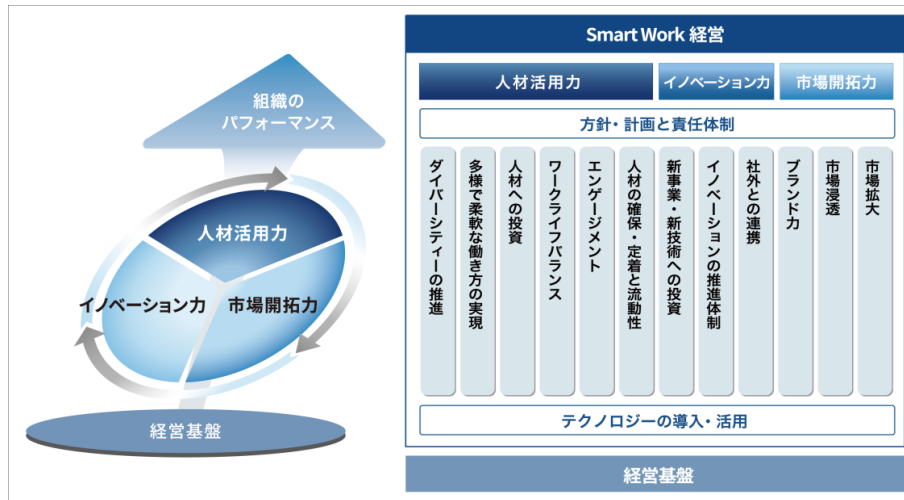 組織の
パフォーマンス
人材活用力
イノベーション力
市場開拓力
経営基盤
Smart Work 経営
人材活用力
イノベーション力
市場開拓力
方針・計画と責任体制
ダイバーシティーの推進
多様で柔軟な働き方の実現
人材への投資
ワークライフバランス
エンゲージメント
人材の確保・定着と流動性
新事業・新技術への投資
イノベーションの推進体制
社外との連携
ブランド力
市場浸透
市場拡大
テクノロジーの導入・活用
経営基盤